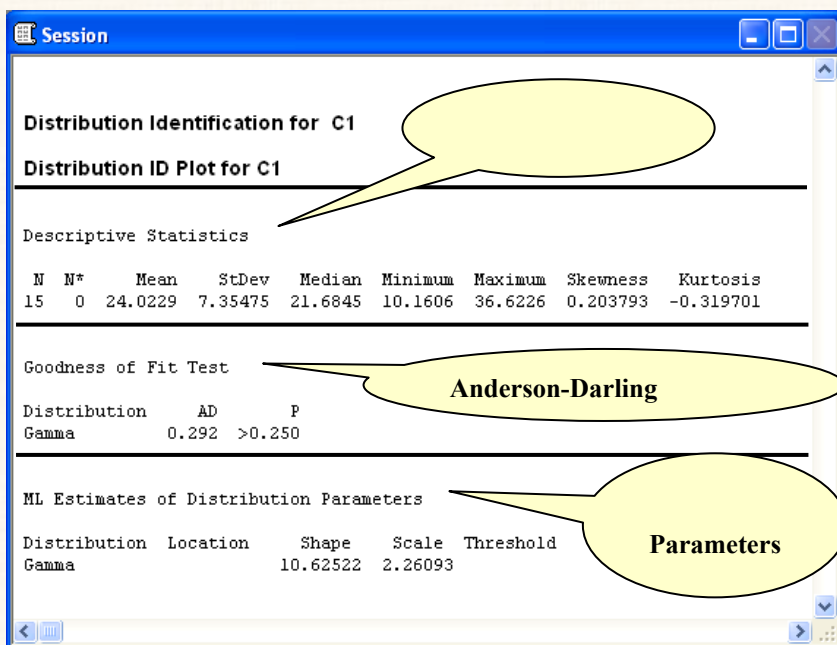 Session
Distribution Identification for C1
Distribution ID Plot for C1
Descriptive Statistics
N N* Mean StDev Median Minimum Maximum Skewness Kurtosis
15 0 24.0229 7.35475 21.6845 10.1606 36.6226 0.203793 -0.319701
Goodness of Fit Test
Anderson-Darling
Distribution AD P
Gamma 0.292 >0.250
ML Estimates of Distribution Parameters
Distribution Location Shape Scale Threshold
Parameters
Gamma 10.62522 2.26093